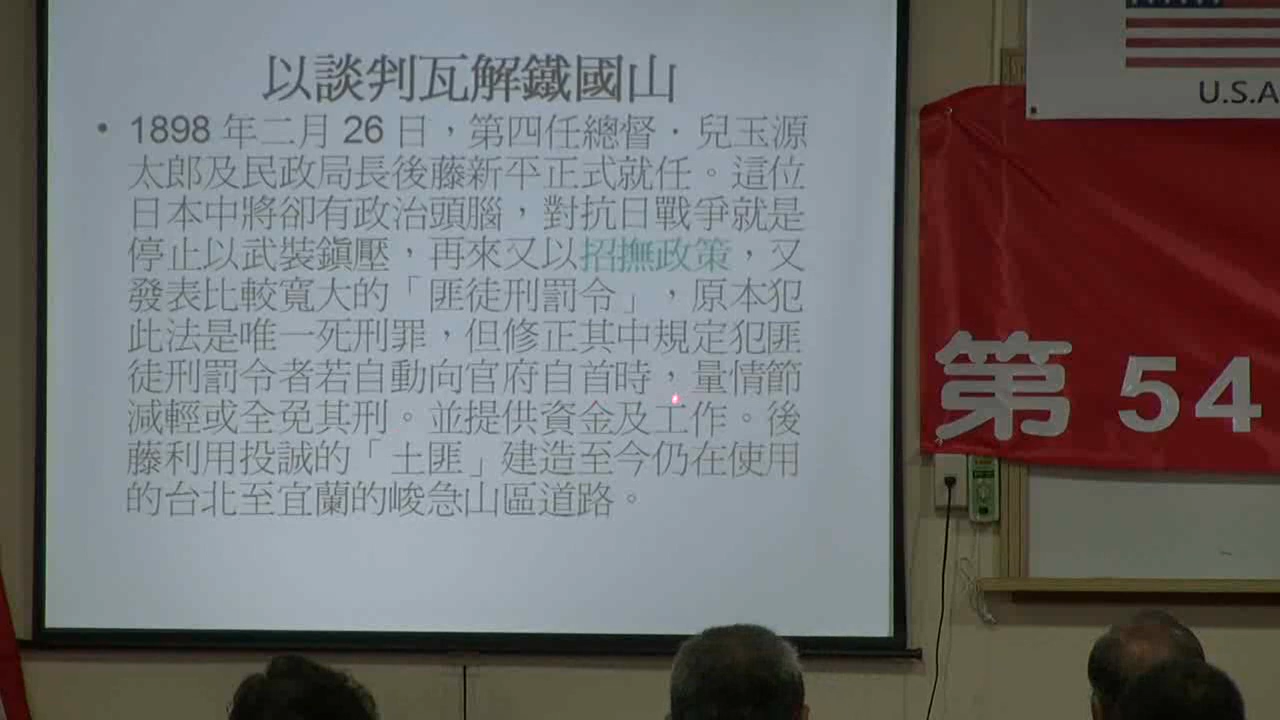 以談判瓦解鐵國山
• 1898 年二月 26 日，第四任總督．兒玉源
太郎及民政局長後藤新平正式就任。這位
日本中將卻有政治頭腦，對抗日戰爭就是
停止以武裝鎮壓，再來又以招撫政策，又
發表比較寬大的「匪徒刑罰令」，原本犯
此法是唯一死刑罪，但修正其中規定犯匪
徒刑罰令者若自動向官府自首時，量情節
減輕或全免其刑。並提供資金及工作。後
藤利用投誠的「土匪」建造至今仍在使用
的台北至宜蘭的峻急山區道路。
U.S.A
第 54